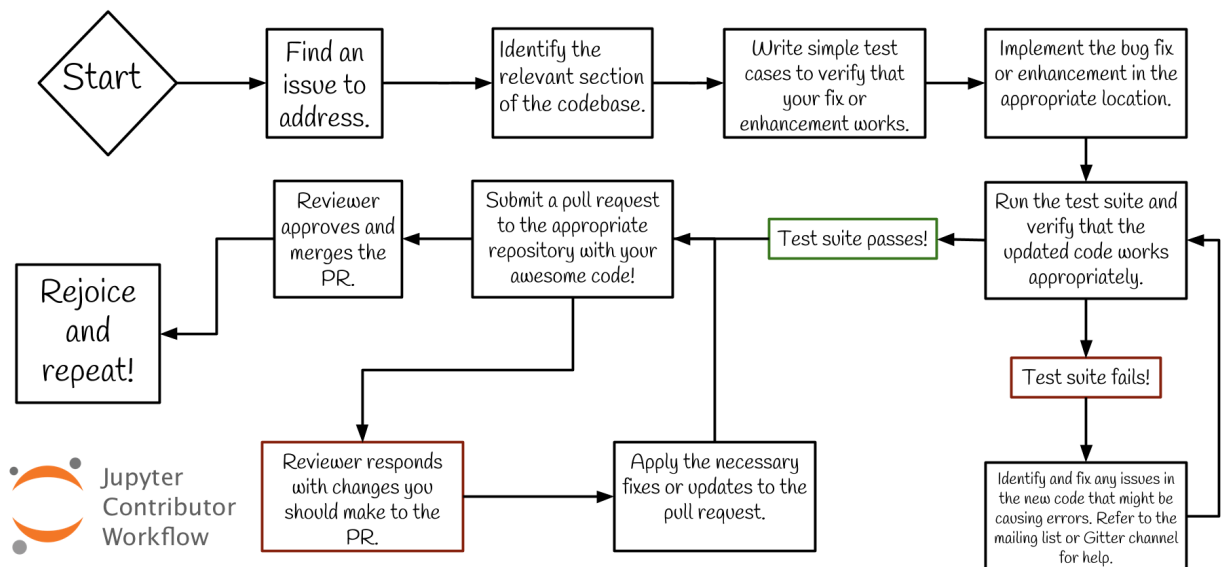 Start
Find an
issue to
address.
Identify the
relevant section
of the codebase.
Write simple test
cases to verify that
your fix or
enhancement works.
Implement the bug fix
or enhancement in the
appropriate location.
Run the test suite and
verify that the
updated code works
appropriately.
Test suite passes!
Submit a pull request
to the appropriate
repository with your
awesome code!
Reviewer
approves and
merges the
PR.
Rejoice
and
repeat!
Test suite fails!
Identify and fix any issues in
the new code that might be
causing errors. Refer to the
mailing list or Gitter channel
for help.
Reviewer responds
with changes you
should make to the
PR.
Apply the necessary
fixes or updates to the
pull request.
Jupyter
Contributor
Workflow